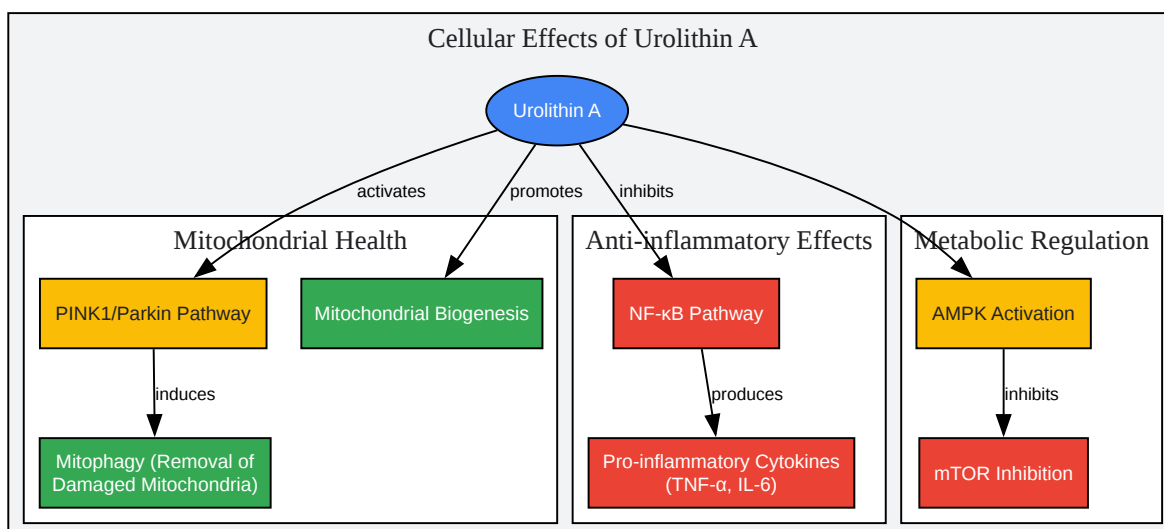 Cellular Effects of Urolithin A
Urolithin A
activates
promotes
inhibits
Mitochondrial Health
Anti-inflammatory Effects
Metabolic Regulation
PINK1/Parkin Pathway
Mitochondrial Biogenesis
NF-κB Pathway
AMPK Activation
induces
produces
inhibits
Mitophagy (Removal of
Damaged Mitochondria)
Pro-inflammatory Cytokines
(TNF-α, IL-6)
mTOR Inhibition